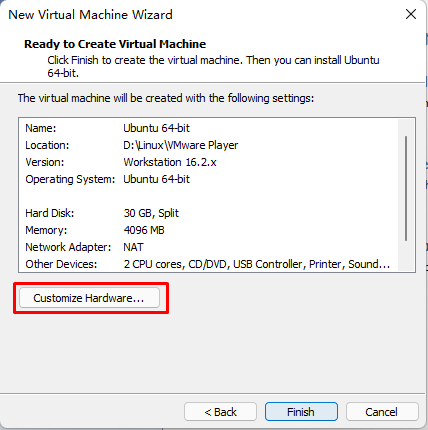 New Virtual Machine Wizard
Ready to Create Virtual Machine
Click Finish to create the virtual machine. Then you can install Ubuntu
64-bit.
The virtual machine will be created with the following settings:
Name: Ubuntu 64-bit
Location: D:\Linux\VMware Player
Version: Workstation 16.2.x
Operating System: Ubuntu 64-bit
Hard Disk: 30 GB, Split
Memory: 4096 MB
Network Adapter: NAT
Other Devices: 2 CPU cores, CD/DVD, USB Controller, Printer, Soun...
Customize Hardware...
< Back Finish Cancel